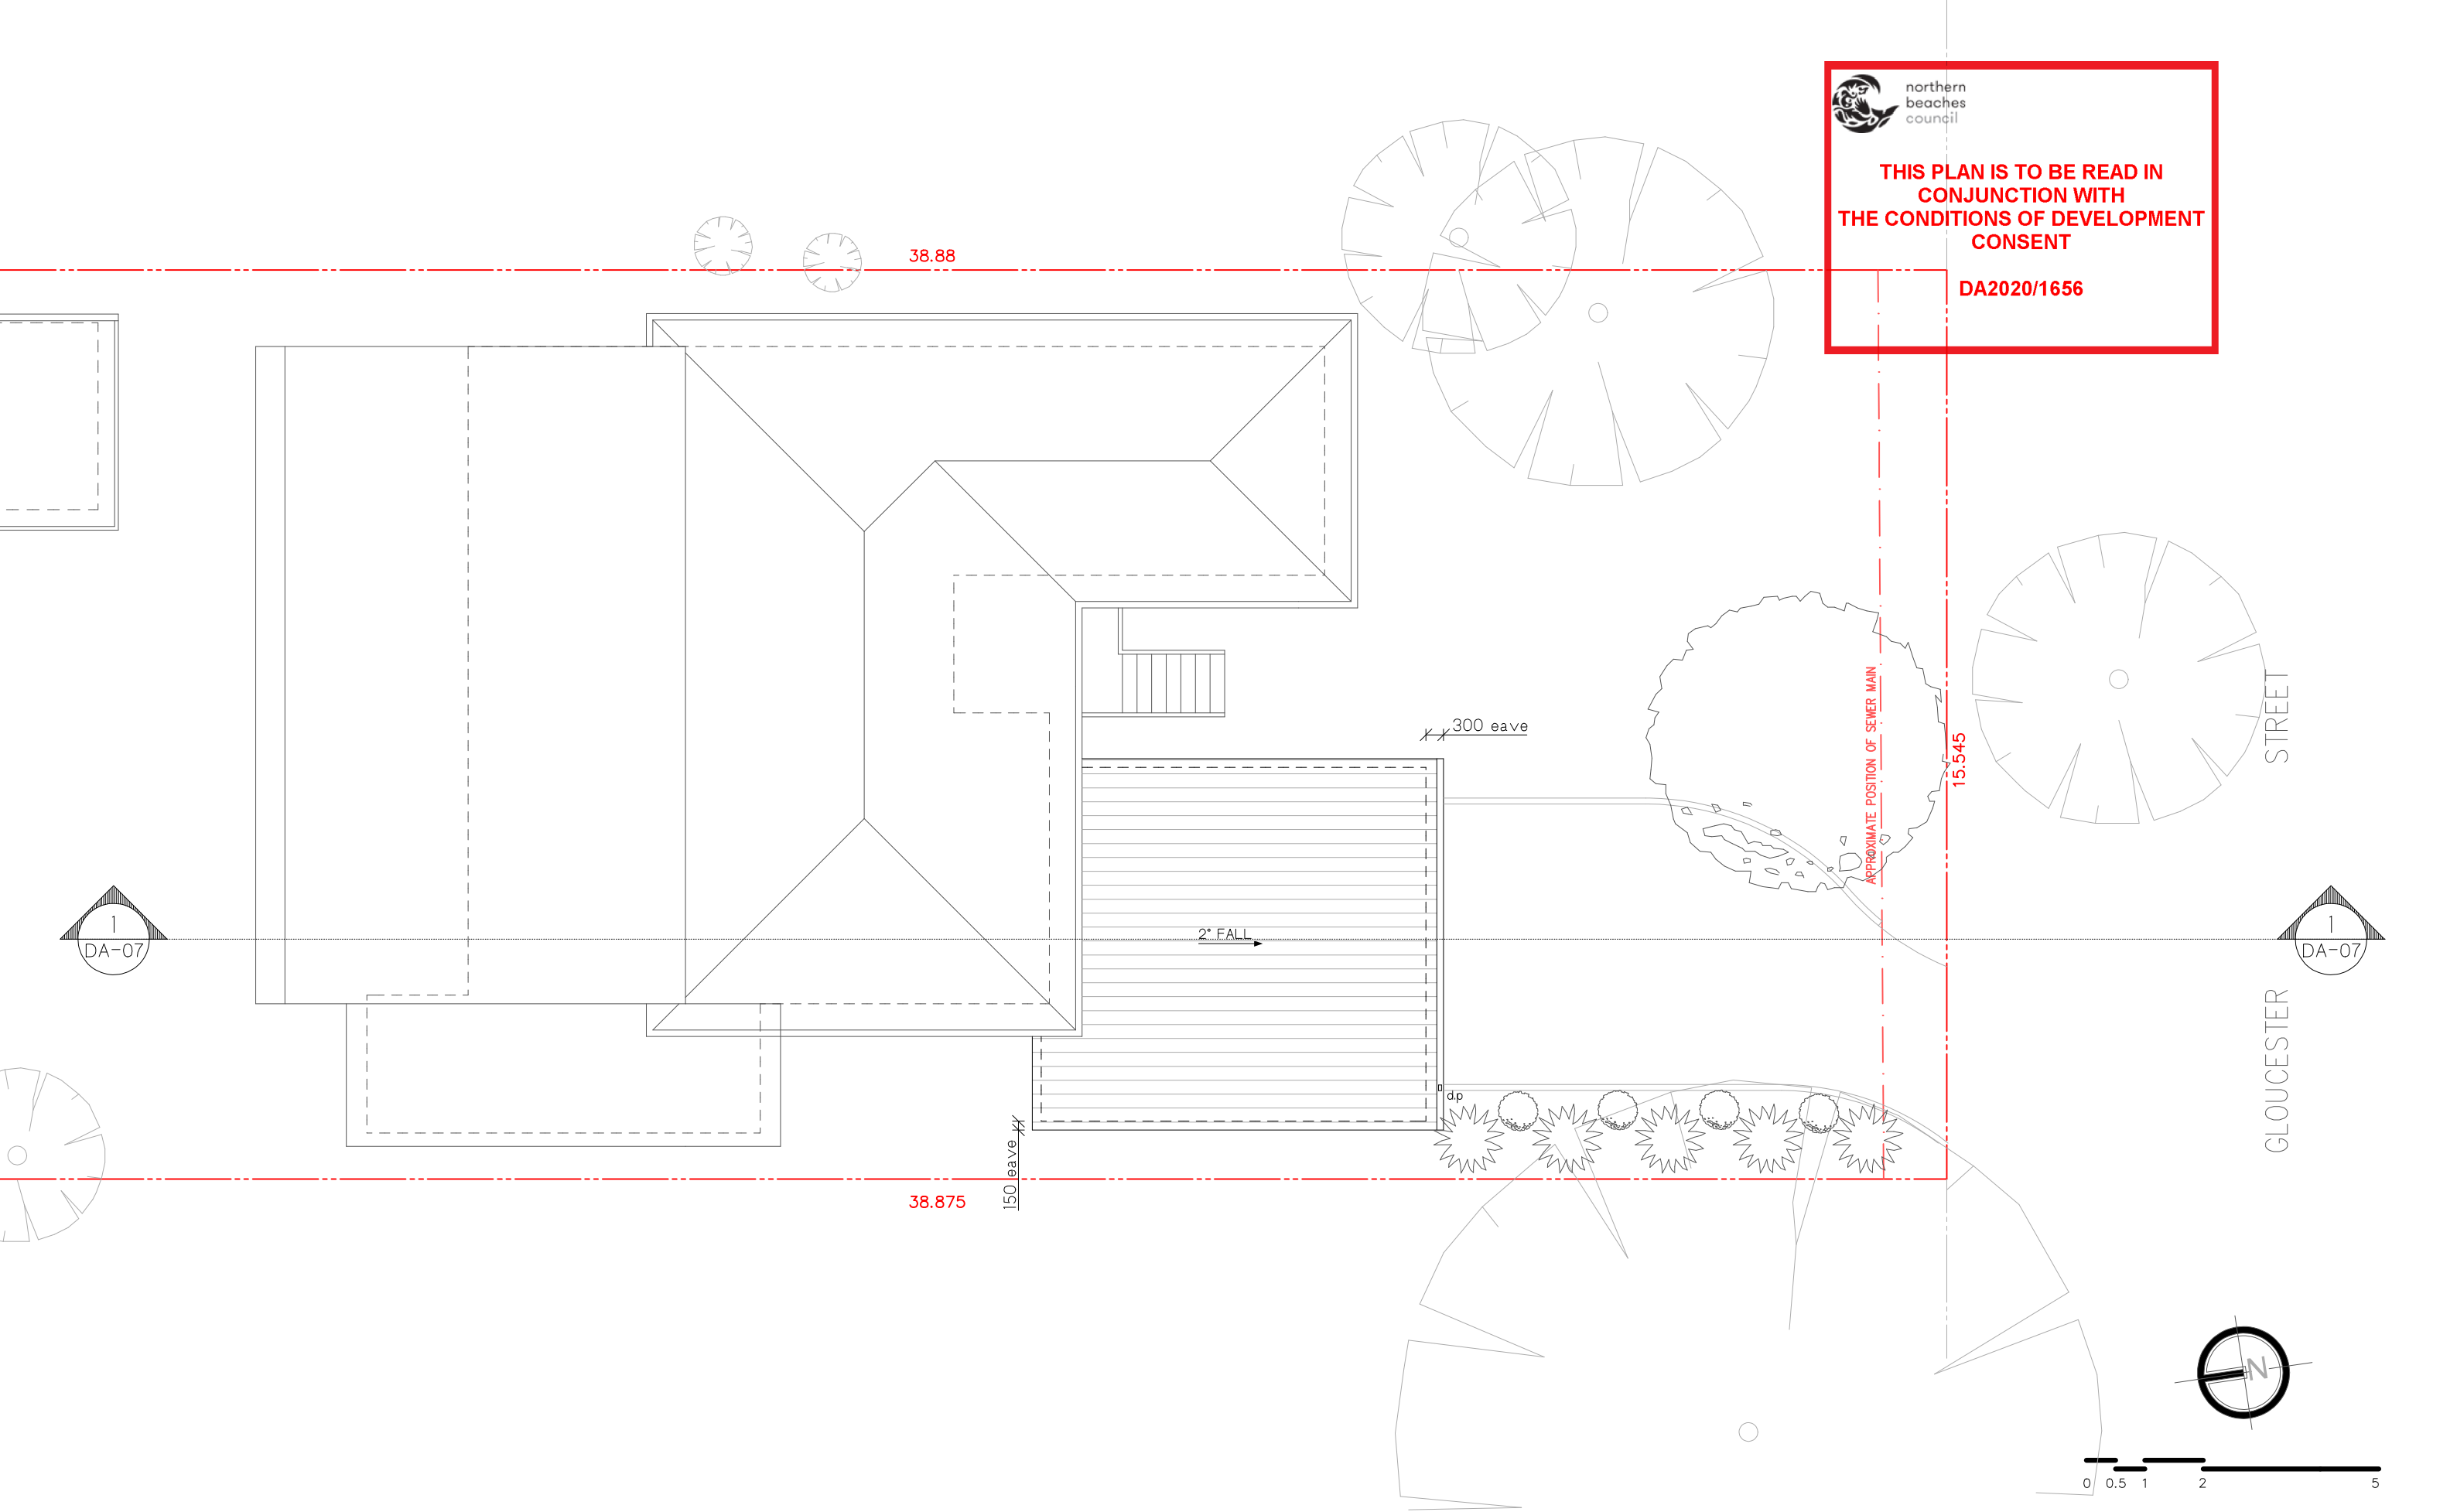 northern
beaches
council
THIS PLAN IS TO BE READ IN
CONJUNCTION WITH
THE CONDITIONS OF DEVELOPMENT
CONSENT
DA2020/1656
38.88
300 eave
APPROXIMATE POSITION OF SEWER MAIN
15.545
STREET
GLOUCESTER
1
DA-07
2° FALL
1
DA-07
d.p
150 eave
38.875
N
0 0.5 1 2 5